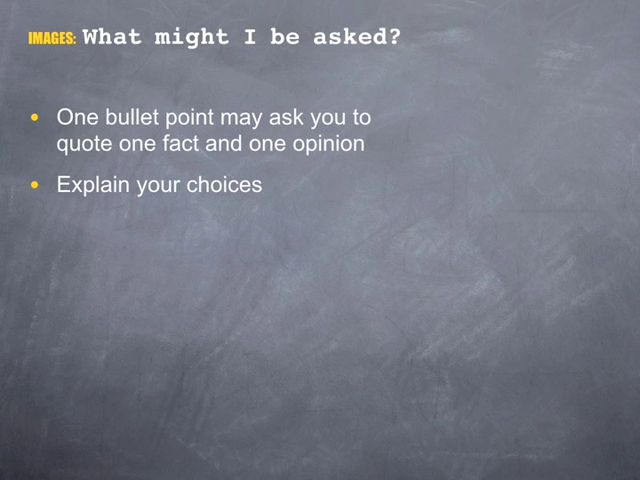 IMAGES: What might I be asked?
• One bullet point may ask you to
quote one fact and one opinion
• Explain your choices